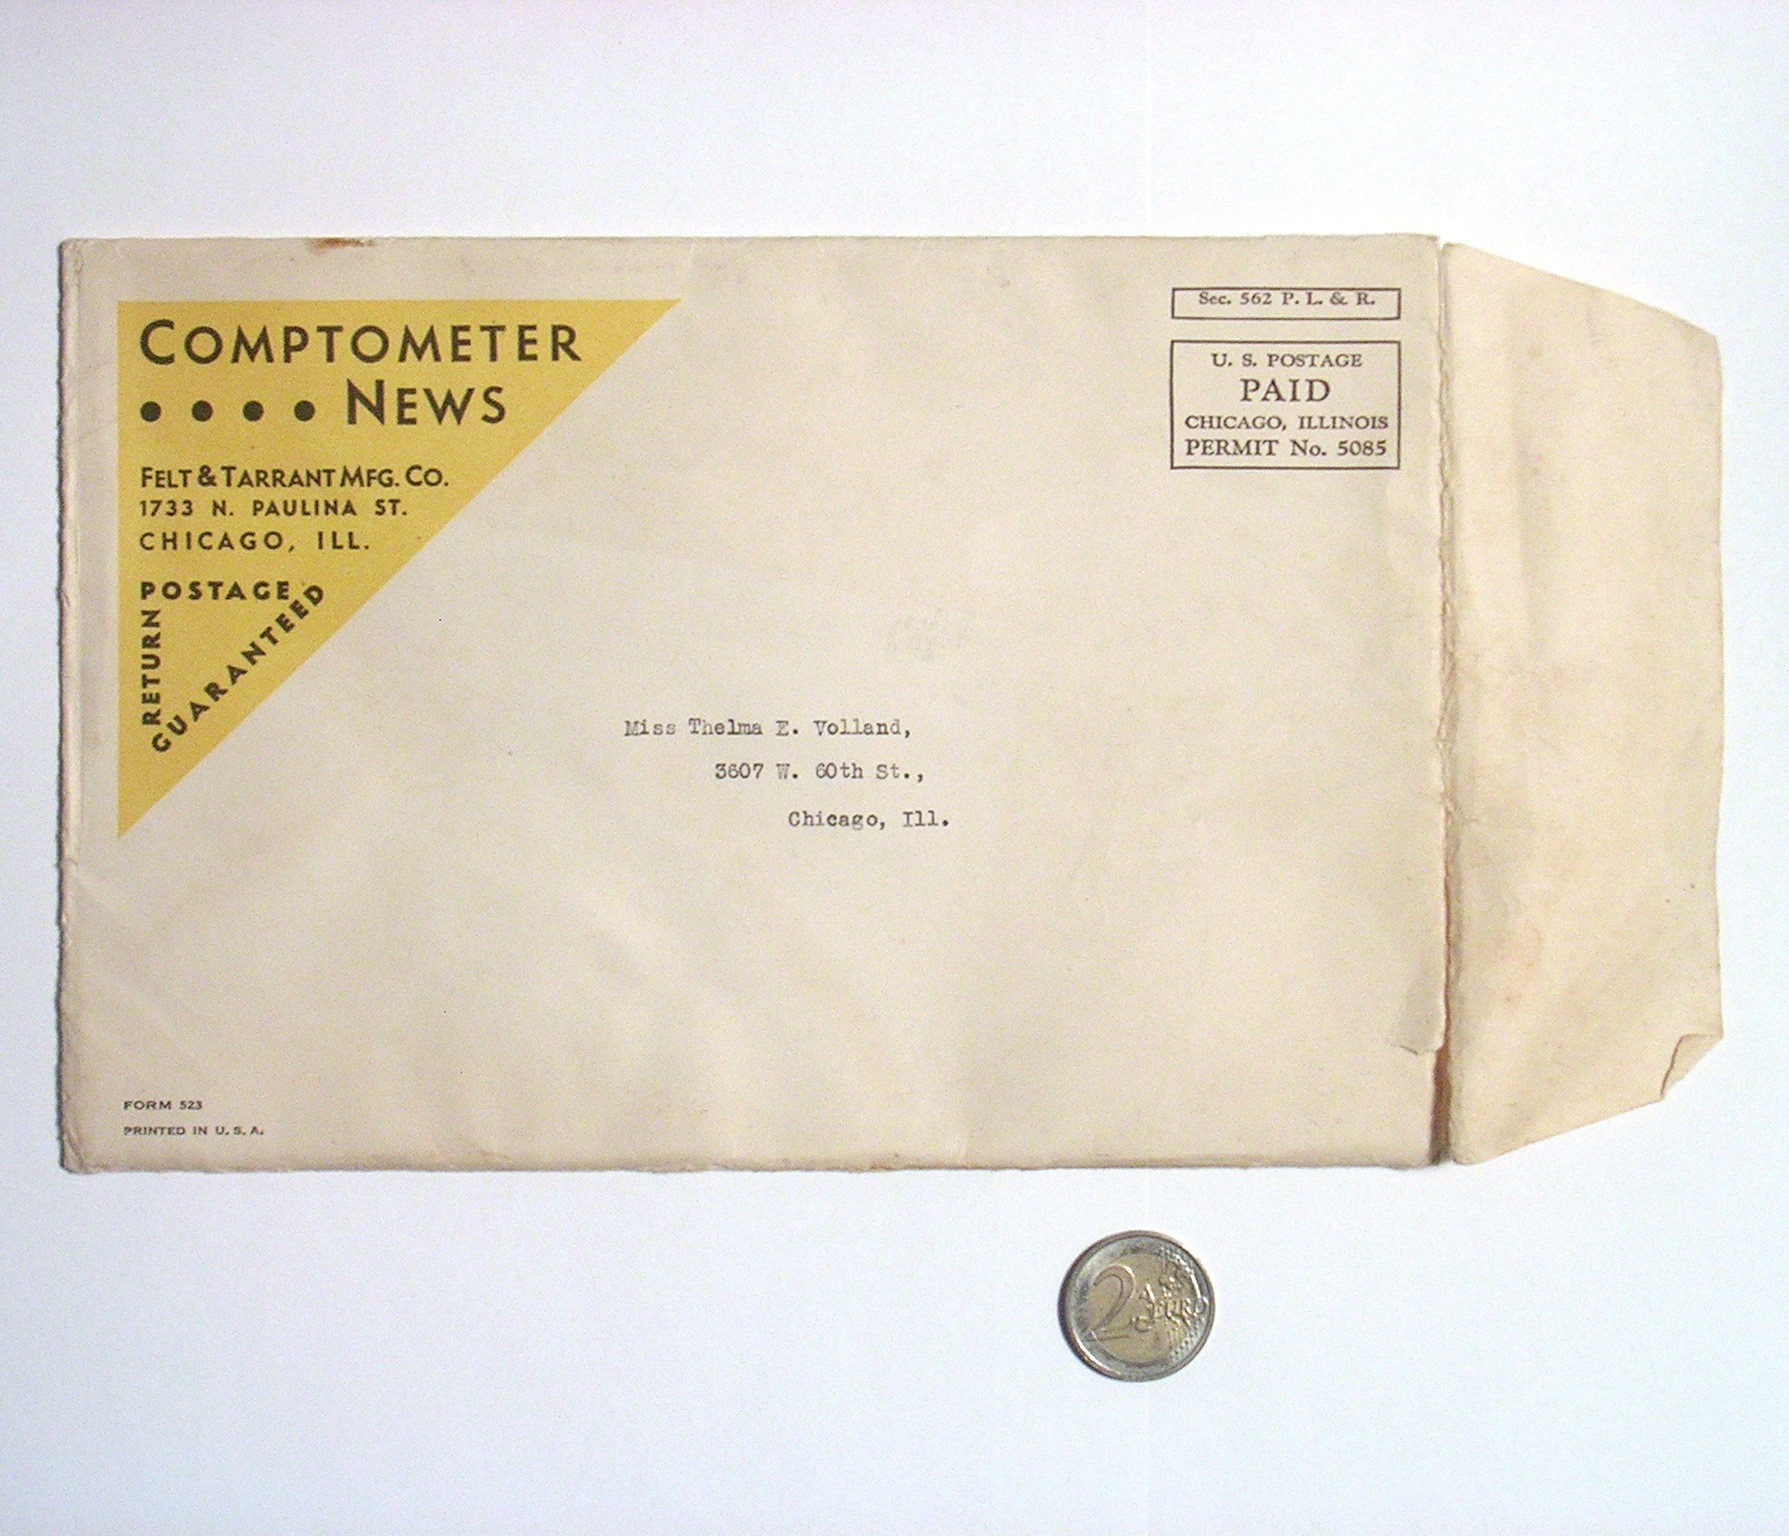 COMPTOMETER
•••• NEWS
FELT & TARRANT MFG. CO.
1733 N. PAULINA ST.
CHICAGO, ILL.
RETURN
POSTAGE
GUARANTEED
Sec. 562 P. L. & R.
U. S. POSTAGE
PAID
CHICAGO, ILLINOIS
PERMIT No. 5085
Miss Thelma E. Volland,
3607 W. 60th St.,
Chicago, Ill.
FORM 523
PRINTED IN U. S. A.
2 EURO